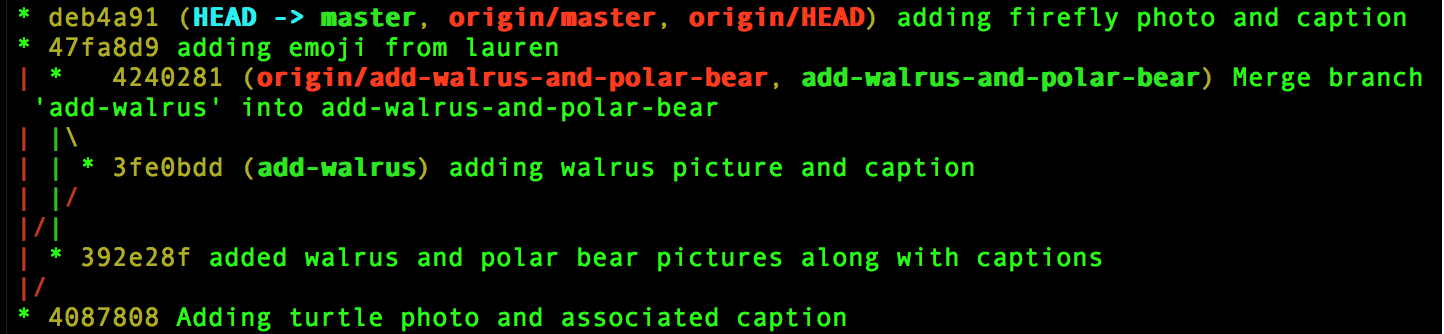 * deb4a91 (HEAD -> master, origin/master, origin/HEAD) adding firefly photo and caption
* 47fa8d9 adding emoji from lauren
| *   4240281 (origin/add-walrus-and-polar-bear, add-walrus-and-polar-bear) Merge branch
 'add-walrus' into add-walrus-and-polar-bear
| |\
| | * 3fe0bdd (add-walrus) adding walrus picture and caption
| |/
|/|
| * 392e28f added walrus and polar bear pictures along with captions
|/
* 4087808 Adding turtle photo and associated caption